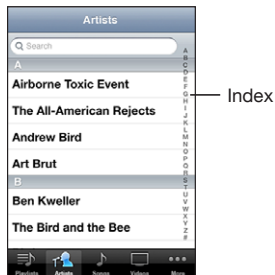 Artists
Search
A
Airborne Toxic Event
The All-American Rejects
Andrew Bird
Art Brut
B
Ben Kweller
The Bird and the Bee
A
B
C
D
E
F
G
H
I
J
K
L
M
N
O
P
Q
R
S
T
U
V
W
X
Y
Z
#
Index
Playlists
Artists
Songs
Videos
More